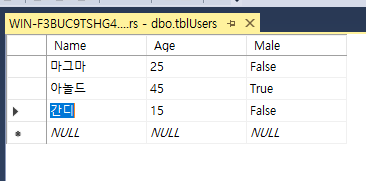 WIN-F3BUC9TSHG4....rs - dbo.tblUsers
Name Age Male
마그마 25 False
아놀드 45 True
간디 15 False
NULL NULL NULL